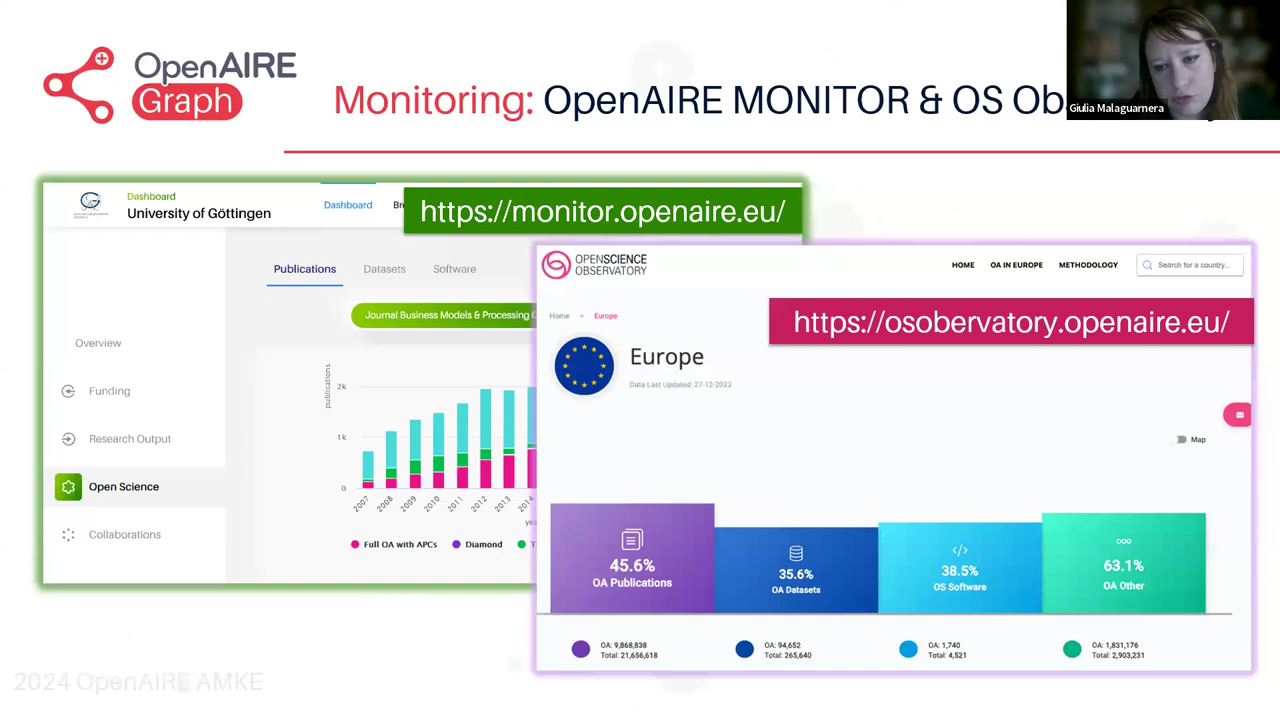 OpenAIRE
Graph
Monitoring: OpenAIRE MONITOR & OS
Giulia Malaguarnera
Dashboard
University of Göttingen
Dashboard
https://monitor.openaire.eu/
Publications
Datasets
Software
Journal Business Models & Processing
Overview
Funding
Research Output
Open Science
Collaborations
publications
2k
1k
0
2007
2008
2009
2010
2011
2012
2013
2014
Full OA with APCs
Diamond
OPENSCIENCE
OBSERVATORY
HOME
OA IN EUROPE
METHODOLOGY
Search for a country...
https://osobervatory.openaire.eu/
Home > Europe
Europe
Data Last Updated: 27-12-2023
Map
45.6%
OA Publications
35.6%
OA Datasets
38.5%
OS Software
63.1%
OA Other
OA: 9,868,838
Total: 21,656,618
OA: 94,652
Total: 265,640
OA: 1,740
Total: 4,521
OA: 1,831,176
Total: 2,903,231
2024 OpenAIRE AMKE